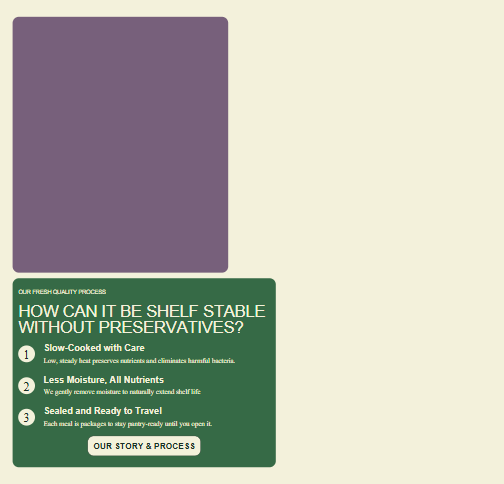 OUR FRESH QUALITY PROCESS
HOW CAN IT BE SHELF STABLE
WITHOUT PRESERVATIVES?
1
Slow-Cooked with Care
Low, steady heat preserves nutrients and eliminates harmful bacteria.
2
Less Moisture, All Nutrients
We gently remove moisture to naturally extend shelf life
3
Sealed and Ready to Travel
Each meal is packages to stay pantry-ready until you open it.
OUR STORY & PROCESS